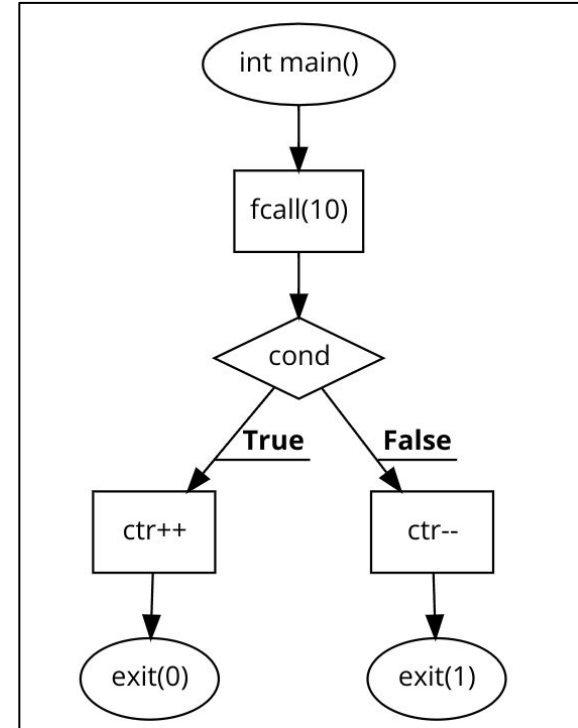 int main()
fcall(10)
cond
True
False
ctr++
ctr--
exit(0)
exit(1)